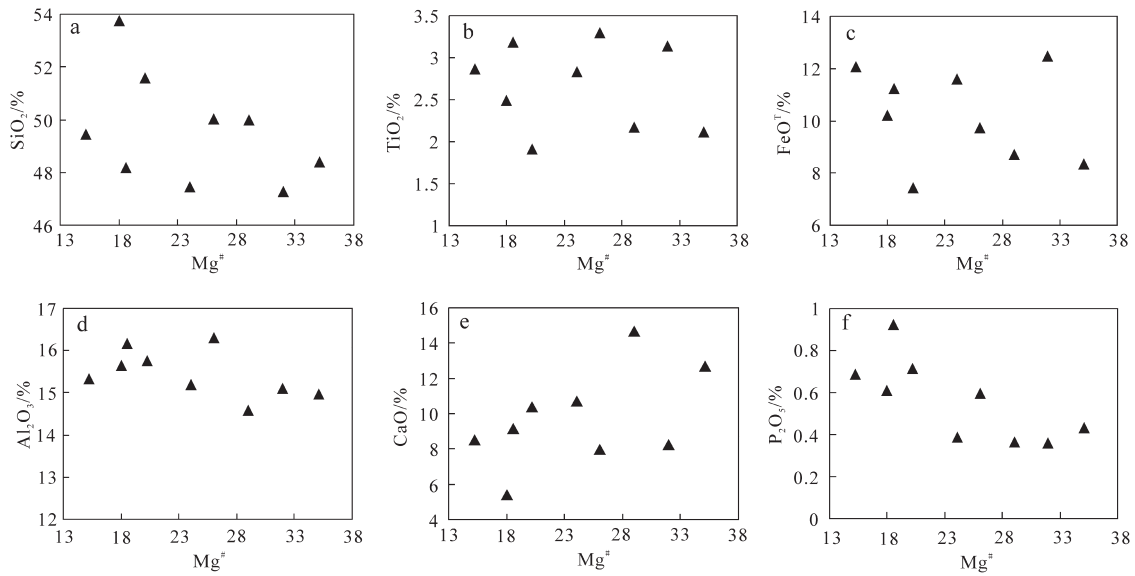 a
54
52
50
48
46
SiO₂/%
13 18 23 28 33 38
Mg#
b
3.5
3
2.5
2
1.5
1
TiO₂/%
13 18 23 28 33 38
Mg#
c
14
12
10
8
6
FeOᵀ/%
13 18 23 28 33 38
Mg#
d
17
16
15
14
13
12
Al₂O₃/%
13 18 23 28 33 38
Mg#
e
16
14
12
10
8
6
4
CaO/%
13 18 23 28 33 38
Mg#
f
1
0.8
0.6
0.4
0.2
0
P₂O₅/%
13 18 23 28 33 38
Mg#